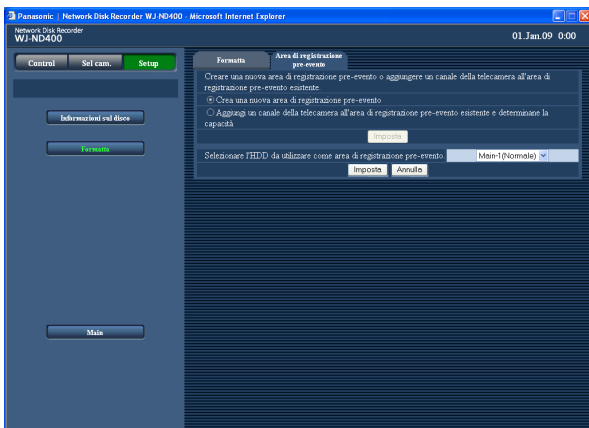 Panasonic | Network Disk Recorder WJ-ND400 - Microsoft Internet Explorer
Network Disk Recorder
WJ-ND400
01.Jan.09 0:00
Control Sel cam. Setup
Formatta
Area di registrazione
pre-evento
Creare una nuova area di registrazione pre-evento o aggiungere un canale della telecamera all'area di
registrazione pre-evento esistente.
Crea una nuova area di registrazione pre-evento
Aggiungi un canale della telecamera all'area di registrazione pre-evento esistente e determinane la
capacità
Imposta
Selezionare l'HDD da utilizzare come area di registrazione pre-evento.
Main-1(Normale)
Imposta Annulla
Informazioni sul disco
Formatta
Main